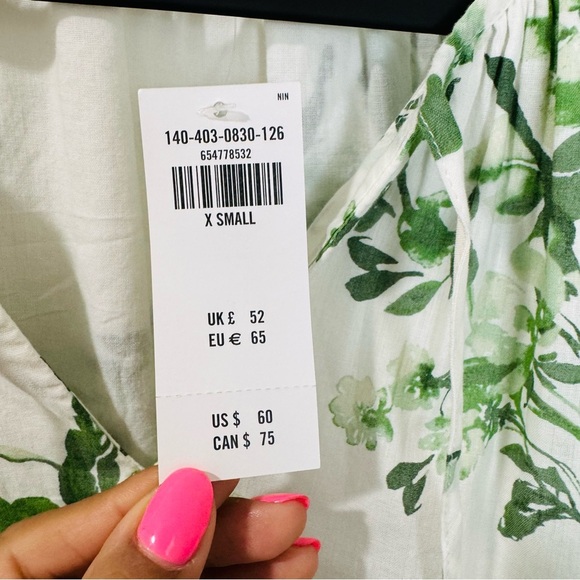 NIN
140-403-0830-126
654778532
X SMALL
UK £ 52
EU € 65
US $ 60
CAN $ 75